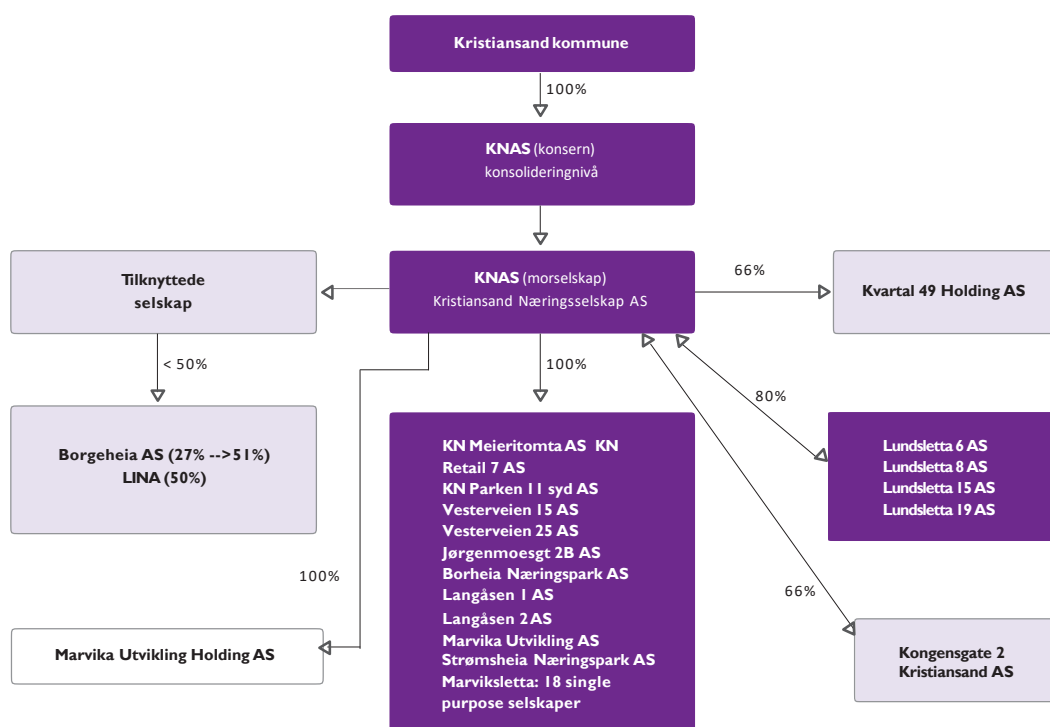 Kristiansand kommune
100%
KNAS (konsern)
konsolideringnivå
Tilknyttede
selskap
KNAS (morselskap)
Kristiansand Næringsselskap AS
66%
Kvartal 49 Holding AS
< 50%
100%
80%
Borgeheia AS (27% -->51%)
LINA (50%)
KN Meieritomta AS KN
Retail 7 AS
KN Parken 11 syd AS
Vesterveien 15 AS
Vesterveien 25 AS
Jørgenmoesgt 2B AS
Borheia Næringspark AS
Langåsen 1 AS
Langåsen 2 AS
Marvika Utvikling AS
Strømsheia Næringspark AS
Marviksletta: 18 single
purpose selskaper
Lundsletta 6 AS
Lundsletta 8 AS
Lundsletta 15 AS
Lundsletta 19 AS
100%
66%
Marvika Utvikling Holding AS
Kongensgate 2
Kristiansand AS